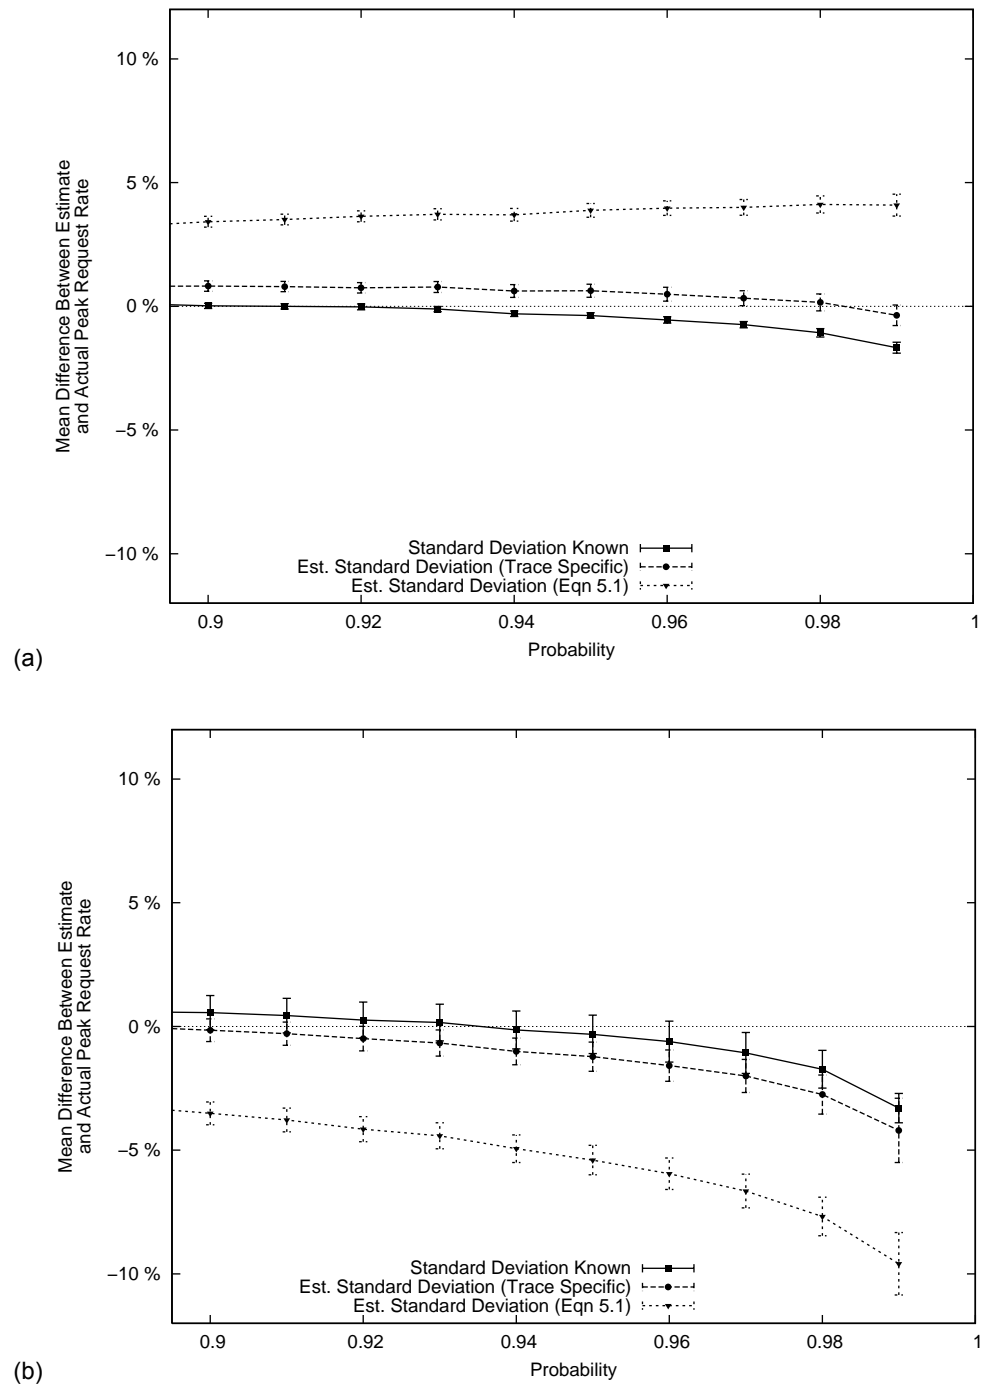 10 %
5 %
0 %
−5 %
−10 %
Mean Difference Between Estimate
and Actual Peak Request Rate
Standard Deviation Known
Est. Standard Deviation (Trace Specific)
Est. Standard Deviation (Eqn 5.1)
0.9 0.92 0.94 0.96 0.98 1
Probability
(a)
10 %
5 %
0 %
−5 %
−10 %
Mean Difference Between Estimate
and Actual Peak Request Rate
Standard Deviation Known
Est. Standard Deviation (Trace Specific)
Est. Standard Deviation (Eqn 5.1)
0.9 0.92 0.94 0.96 0.98 1
Probability
(b)